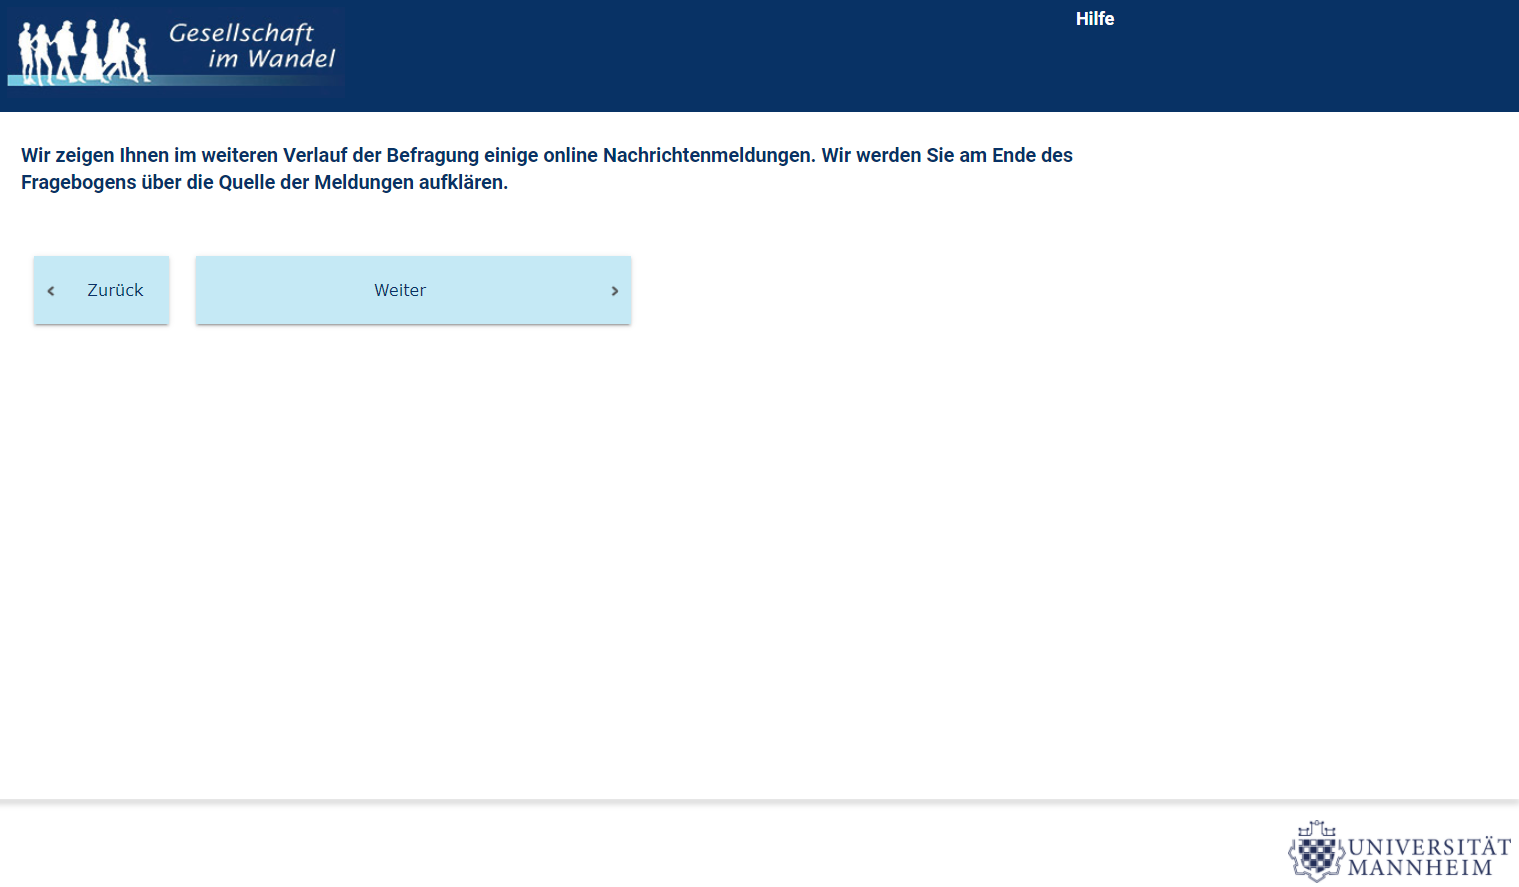 Gesellschaft
im Wandel
Hilfe
Wir zeigen Ihnen im weiteren Verlauf der Befragung einige online Nachrichtenmeldungen. Wir werden Sie am Ende des
Fragebogens über die Quelle der Meldungen aufklären.
Zurück
Weiter
UNIVERSITÄT
MANNHEIM